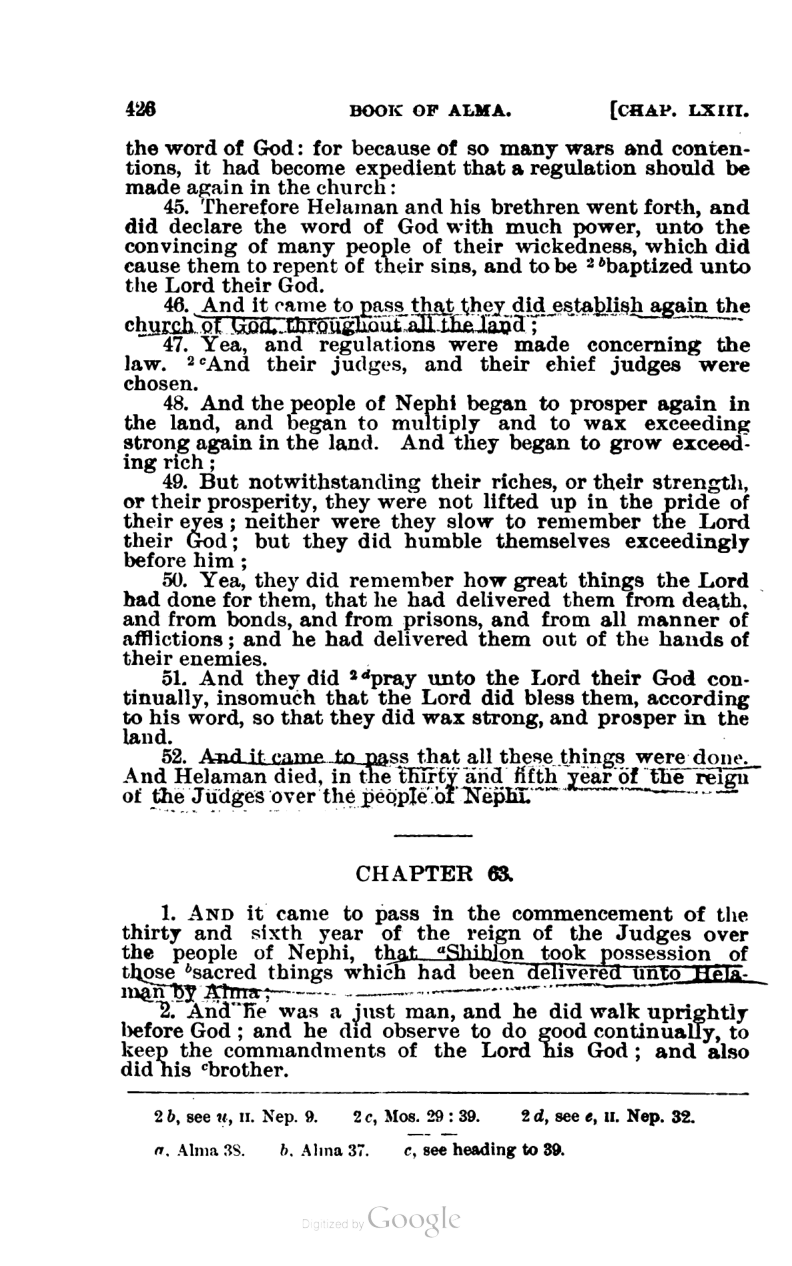 426 BOOK OF ALMA. [CHAP. LXIII.
the word of God: for because of so many wars and conten-
tions, it had become expedient that a regulation should be
made again in the church:
45. Therefore Helaman and his brethren went forth, and
did declare the word of God with much power, unto the
convincing of many people of their wickedness, which did
cause them to repent of their sins, and to be ²ᵇbaptized unto
the Lord their God.
46. And it came to pass that they did establish again the
church of God, throughout all the land;
47. Yea, and regulations were made concerning the
law. ²ᶜAnd their judges, and their chief judges were
chosen.
48. And the people of Nephi began to prosper again in
the land, and began to multiply and to wax exceeding
strong again in the land. And they began to grow exceed-
ing rich;
49. But notwithstanding their riches, or their strength,
or their prosperity, they were not lifted up in the pride of
their eyes; neither were they slow to remember the Lord
their God; but they did humble themselves exceedingly
before him;
50. Yea, they did remember how great things the Lord
had done for them, that he had delivered them from death,
and from bonds, and from prisons, and from all manner of
afflictions; and he had delivered them out of the hands of
their enemies.
51. And they did ²ᵈpray unto the Lord their God con-
tinually, insomuch that the Lord did bless them, according
to his word, so that they did wax strong, and prosper in the
land.
52. And it came to pass that all these things were done.
And Helaman died, in the thirty and fifth year of the reign
of the Judges over the people of Nephi.
CHAPTER 63.
1. AND it came to pass in the commencement of the
thirty and sixth year of the reign of the Judges over
the people of Nephi, that ᵃShiblon took possession of
those ᵇsacred things which had been delivered unto Hela-
man by Alma;
2. And he was a just man, and he did walk uprightly
before God; and he did observe to do good continually, to
keep the commandments of the Lord his God; and also
did his ᶜbrother.
2 b, see u, II. Nep. 9. 2 c, Mos. 29:39. 2 d, see e, II. Nep. 32.
a, Alma 38. b, Alma 37. c, see heading to 39.
Digitized by Google